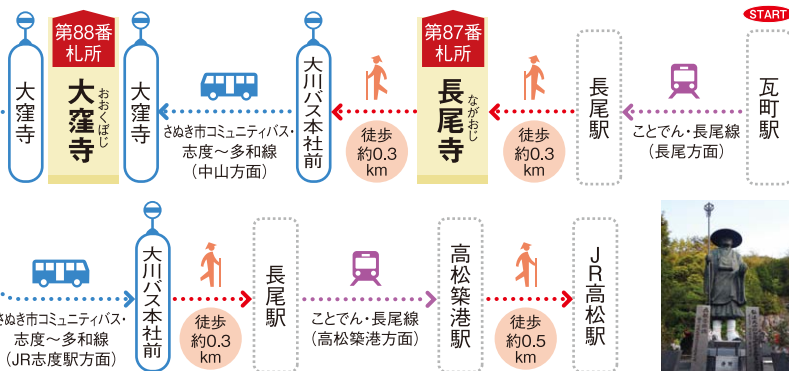 START
瓦町駅
ことでん・長尾線
(長尾方面)
長尾駅
徒歩
約0.3
km
第87番
札所
長尾寺
ながおじ
徒歩
約0.3
km
大川バス本社前
さぬき市コミュニティバス・
志度～多和線
(中山方面)
大窪寺
第88番
札所
大窪寺
おおくぼじ
大窪寺
さぬき市コミュニティバス・
志度～多和線
(JR志度駅方面)
大川バス本社前
徒歩
約0.3
km
長尾駅
ことでん・長尾線
(高松築港方面)
高松築港駅
徒歩
約0.5
km
JR高松駅